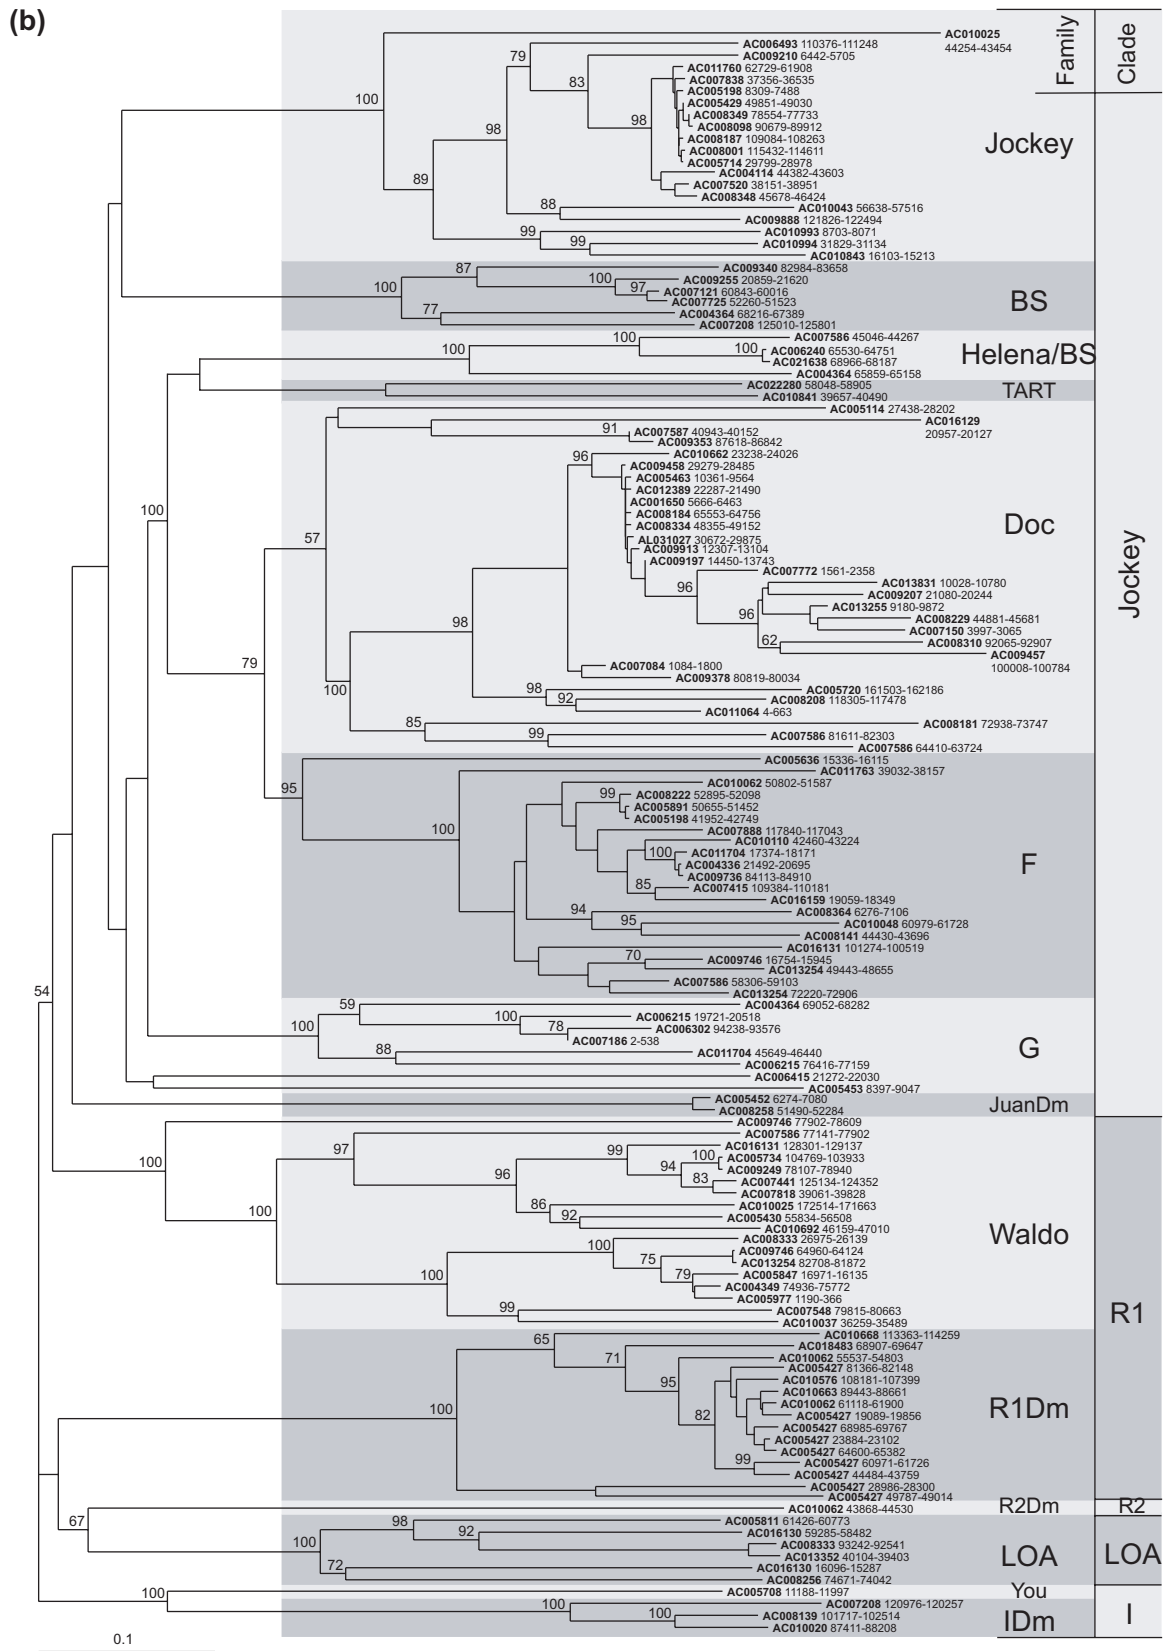 (b)
Family
Clade
AC010025
44254-43454
AC006493 110376-111248
79
AC009210 6442-5705
83
AC011760 62729-61908
AC007838 37356-36535
AC005198 8309-7488
100
AC005429 49851-49030
AC008349 78554-77733
98
AC008098 90679-89912
98
AC008187 109084-108263
Jockey
AC008001 115432-114611
AC005714 29799-28978
AC004114 44382-43603
89
AC007520 38151-38951
AC008348 45678-46424
88
AC010043 56638-57516
AC009888 121826-122494
99
AC010993 8703-8071
99
AC010994 31829-31134
AC010843 16103-15213
87
AC009340 82984-83658
100
AC009255 20859-21620
100
97
AC007121 60843-60016
AC007725 52260-51523
BS
77
AC004364 68216-67389
AC007208 125010-125801
100
AC007586 45046-44267
100
100
AC006240 65530-64751
Helena/BS
AC021638 68966-68187
AC004364 65859-65158
AC022280 58048-58905
TART
AC010841 39657-40490
AC005114 27438-28202
AC016129
20957-20127
91
AC007587 40943-40152
AC009353 87618-86842
96
AC010662 23238-24026
AC009458 29279-28485
AC005463 10361-9564
AC012389 22287-21490
AC001650 5666-6463
100
AC008184 65553-64756
AC008334 48355-49152
Doc
57
AL031027 30672-29875
AC009913 12307-13104
AC009197 14450-13743
AC007772 1561-2358
Jockey
96
AC013831 10028-10780
AC009207 21080-20244
96
AC013255 9180-9872
98
AC008229 44881-45681
AC007150 3997-3065
62
AC008310 92065-92907
AC009457
100008-100784
79
AC007084 1084-1800
AC009378 80819-80034
100
98
AC005720 161503-162186
92
AC008208 118305-117478
AC011064 4-663
85
AC008181 72938-73747
99
AC007586 81611-82303
AC007586 64410-63724
AC005636 15336-16115
AC011763 39032-38157
95
AC010062 50802-51587
99
AC008222 52895-52098
AC005891 50655-51452
AC005198 41952-42749
100
AC007888 117840-117043
AC010110 42460-43224
100
AC011704 17374-18171
AC004336 21492-20695
F
AC009736 84113-84910
85
AC007415 109384-110181
AC016159 19059-18349
94
AC008364 6276-7106
95
AC010048 60979-61728
AC008141 44430-43696
AC016131 101274-100519
70
AC009746 16754-15945
AC013254 49443-48655
AC007586 58306-59103
54
AC013254 72220-72906
59
AC004364 69052-68282
100
AC006215 19721-20518
100
78
AC006302 94238-93576
AC007186 2-538
G
88
AC011704 45649-46440
AC006215 76416-77159
AC006415 21272-22030
AC005453 8397-9047
AC005452 6274-7080
JuanDm
AC008258 51490-52284
AC009746 77902-78609
AC007586 77141-77902
97
AC016131 128301-129137
99
100
AC005734 104769-103933
100
94
AC009249 78107-78940
96
83
AC007441 125134-124352
AC007818 39061-39828
86
AC010025 172514-171663
100
92
AC005430 55834-56508
AC010692 46159-47010
Waldo
100
AC008333 26975-26139
75
AC009746 64960-64124
100
AC013254 82708-81872
79
AC005847 16971-16135
AC004349 74936-75772
AC005977 1190-366
99
AC007548 79815-80663
R1
AC010037 36259-35489
65
AC010668 113363-114259
71
AC018483 68907-69647
AC010062 55537-54803
95
AC005427 81366-82148
AC010576 108181-107399
AC010663 89443-88661
100
82
AC010062 61118-61900
R1Dm
AC005427 19089-19856
AC005427 68985-69767
AC005427 23884-23102
AC005427 64600-65382
99
AC005427 60971-61726
AC005427 44484-43759
AC005427 28986-28300
AC005427 49787-49014
R2Dm
R2
67
AC010062 43868-44530
98
AC005811 61426-60773
92
AC016130 59285-58482
100
AC008333 93242-92541
LOA
LOA
AC013352 40104-39403
72
AC016130 16096-15287
AC008256 74671-74042
100
AC005708 11188-11997
You
100
AC007208 120976-120257
100
AC008139 101717-102514
IDm
I
AC010020 87411-88208
0.1